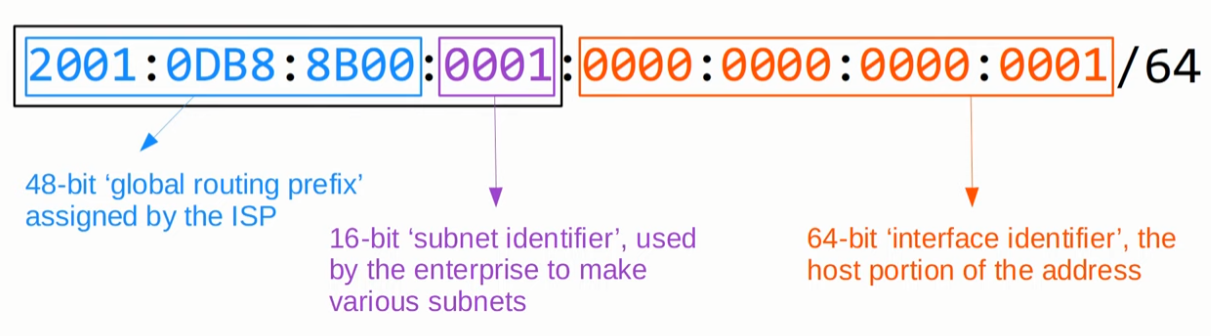 2001:0DB8:8B00:0001:0000:0000:0000:0001/64
48-bit ‘global routing prefix’
assigned by the ISP
16-bit ‘subnet identifier’, used
by the enterprise to make
various subnets
64-bit ‘interface identifier’, the
host portion of the address